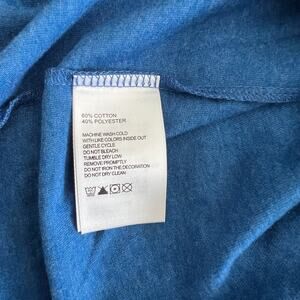 60% COTTON
40% POLYESTER
MACHINE WASH COLD
WITH LIKE COLORS INSIDE OUT
GENTLE CYCLE
DO NOT BLEACH
TUMBLE DRY LOW
REMOVE PROMPTLY
DO NOT IRON THE DECORATION
DO NOT DRY CLEAN